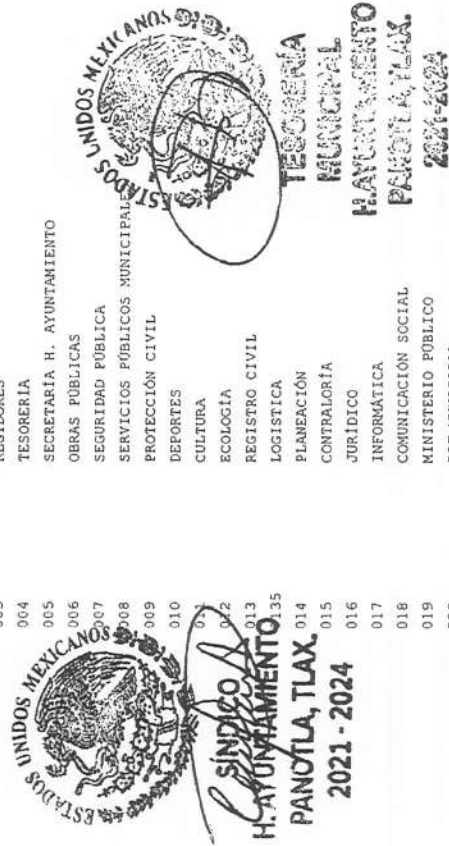 003 REGIDORES
004 TESORERÍA
005 SECRETARÍA H. AYUNTAMIENTO
006 OBRAS PÚBLICAS
007 SEGURIDAD PÚBLICA
008 SERVICIOS PÚBLICOS MUNICIPALES
009 PROTECCIÓN CIVIL
010 DEPORTES
011 CULTURA
012 ECOLOGÍA
013 REGISTRO CIVIL
0135 LOGISTICA
014 PLANEACIÓN
015 CONTRALORÍA
016 JURÍDICO
017 INFORMÁTICA
018 COMUNICACIÓN SOCIAL
019 MINISTERIO PÚBLICO
ESTADOS UNIDOS MEXICANOS
SÍNDICO
H. AYUNTAMIENTO
PANOTLA, TLAX.
2021 - 2024
ESTADOS UNIDOS MEXICANOS
TESORERÍA
MUNICIPAL
H. AYUNTAMIENTO
PANOTLA, TLAX.
2021-2024